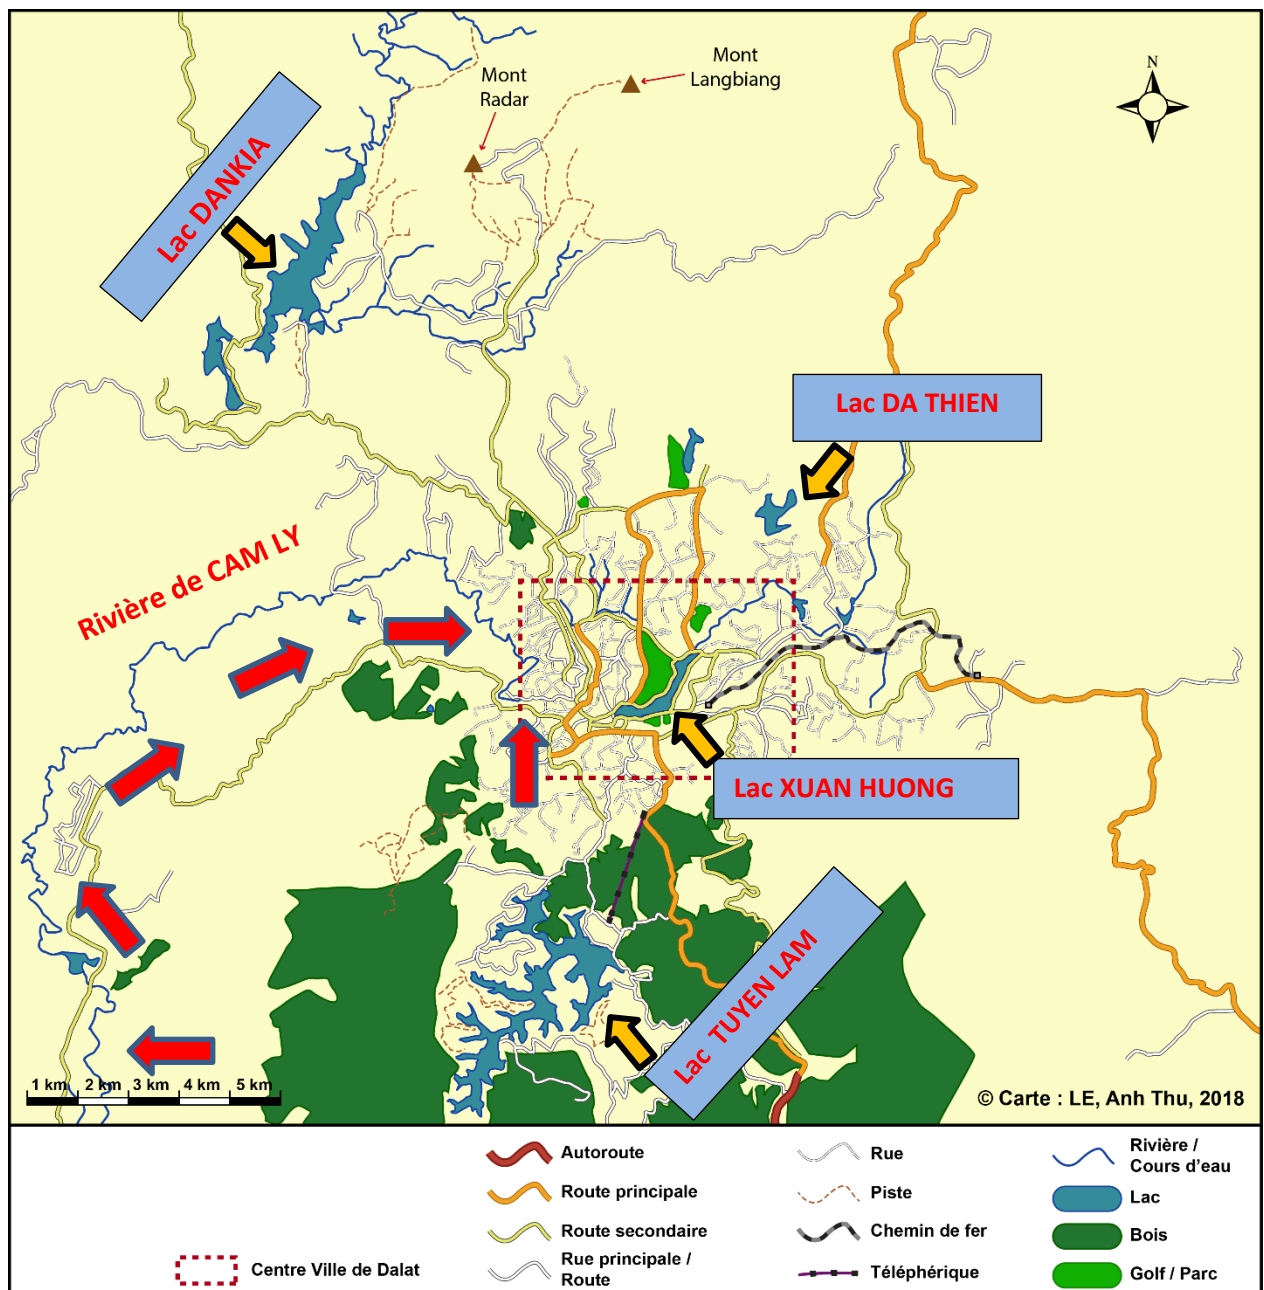 Mont
Langbiang
Mont
Radar
N
Lac DANKIA
Lac DA THIEN
Rivière de CAM LY
Lac XUAN HUONG
Lac TUYEN LAM
1 km 2 km 3 km 4 km 5 km
© Carte : LE, Anh Thu, 2018
Centre Ville de Dalat
Autoroute
Route principale
Route secondaire
Rue principale /
Route
Rue
Piste
Chemin de fer
Téléphérique
Rivière /
Cours d'eau
Lac
Bois
Golf / Parc